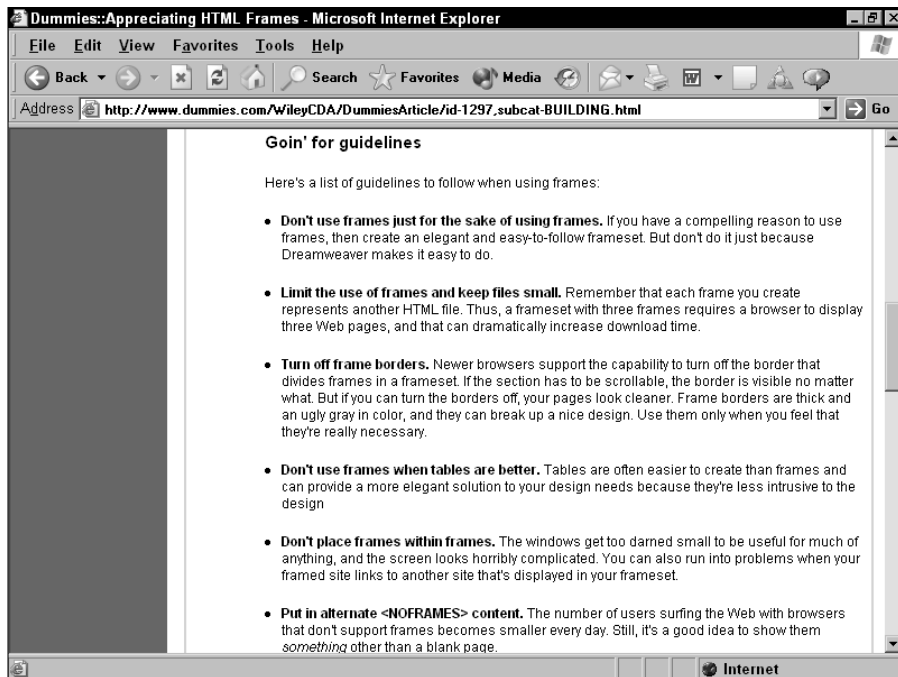 Dummies::Appreciating HTML Frames - Microsoft Internet Explorer
File Edit View Favorites Tools Help
Back Search Favorites Media
Address http://www.dummies.com/WileyCDA/DummiesArticle/id-1297,subcat-BUILDING.html Go
Goin' for guidelines
Here's a list of guidelines to follow when using frames:
• Don't use frames just for the sake of using frames. If you have a compelling reason to use
frames, then create an elegant and easy-to-follow frameset. But don't do it just because
Dreamweaver makes it easy to do.
• Limit the use of frames and keep files small. Remember that each frame you create
represents another HTML file. Thus, a frameset with three frames requires a browser to display
three Web pages, and that can dramatically increase download time.
• Turn off frame borders. Newer browsers support the capability to turn off the border that
divides frames in a frameset. If the section has to be scrollable, the border is visible no matter
what. But if you can turn the borders off, your pages look cleaner. Frame borders are thick and
an ugly gray in color, and they can break up a nice design. Use them only when you feel that
they're really necessary.
• Don't use frames when tables are better. Tables are often easier to create than frames and
can provide a more elegant solution to your design needs because they're less intrusive to the
design
• Don't place frames within frames. The windows get too darned small to be useful for much of
anything, and the screen looks horribly complicated. You can also run into problems when your
framed site links to another site that's displayed in your frameset.
• Put in alternate <NOFRAMES> content. The number of users surfing the Web with browsers
that don't support frames becomes smaller every day. Still, it's a good idea to show them
something other than a blank page.
Internet